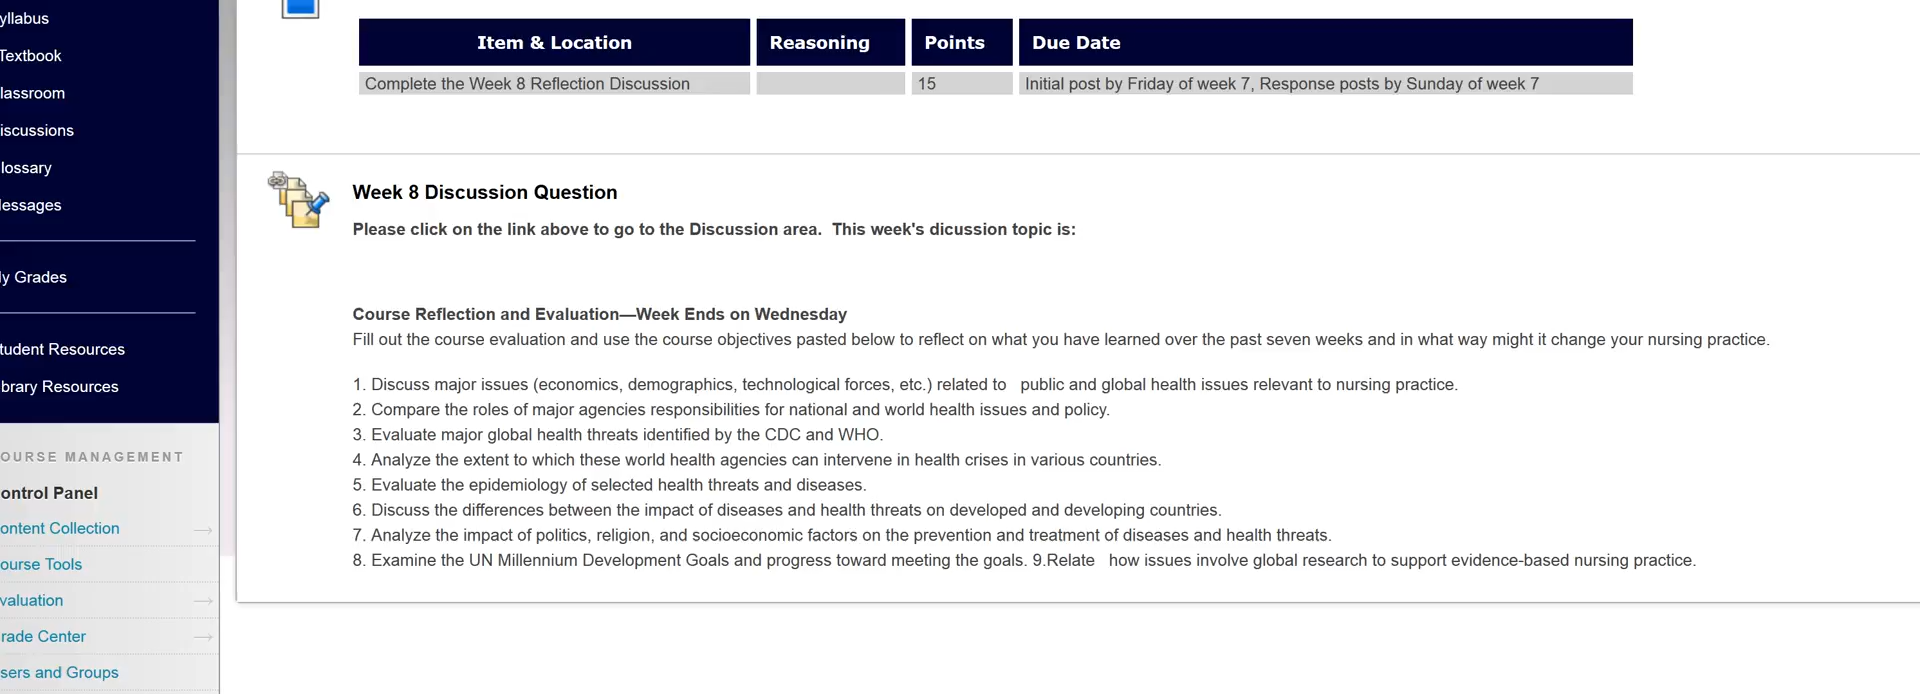 yllabus
Textbook
lassroom
iscussions
lossary
essages
y Grades
tudent Resources
brary Resources
OURSE MANAGEMENT
ontrol Panel
ontent Collection
ourse Tools
valuation
rade Center
sers and Groups
Item & Location Reasoning Points Due Date
Complete the Week 8 Reflection Discussion 15 Initial post by Friday of week 7, Response posts by Sunday of week 7
Week 8 Discussion Question
Please click on the link above to go to the Discussion area. This week's dicussion topic is:
Course Reflection and Evaluation—Week Ends on Wednesday
Fill out the course evaluation and use the course objectives pasted below to reflect on what you have learned over the past seven weeks and in what way might it change your nursing practice.
1. Discuss major issues (economics, demographics, technological forces, etc.) related to public and global health issues relevant to nursing practice.
2. Compare the roles of major agencies responsibilities for national and world health issues and policy.
3. Evaluate major global health threats identified by the CDC and WHO.
4. Analyze the extent to which these world health agencies can intervene in health crises in various countries.
5. Evaluate the epidemiology of selected health threats and diseases.
6. Discuss the differences between the impact of diseases and health threats on developed and developing countries.
7. Analyze the impact of politics, religion, and socioeconomic factors on the prevention and treatment of diseases and health threats.
8. Examine the UN Millennium Development Goals and progress toward meeting the goals. 9.Relate how issues involve global research to support evidence-based nursing practice.